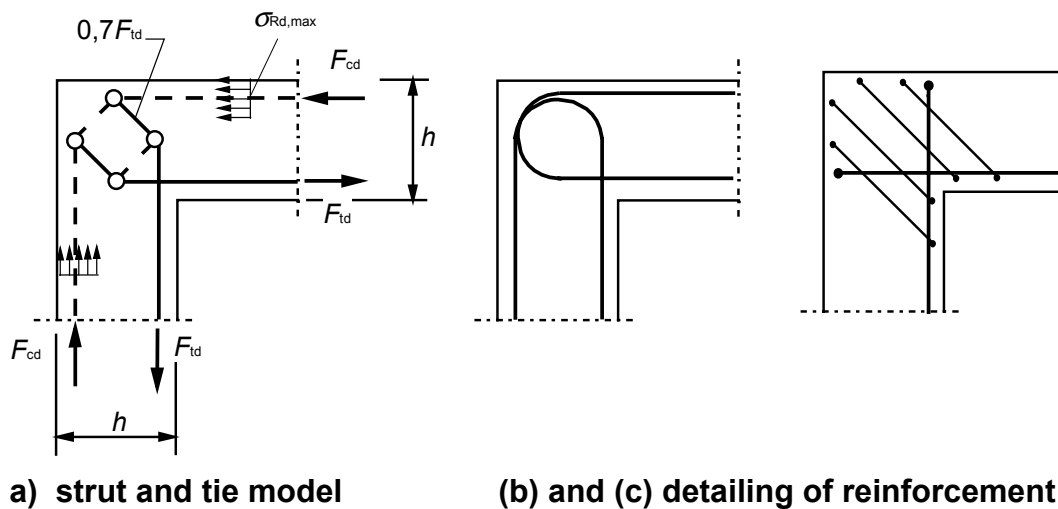 σRd,max
0,7Ftd
Fcd
h
Ftd
Fcd
Ftd
h
a) strut and tie model
(b) and (c) detailing of reinforcement